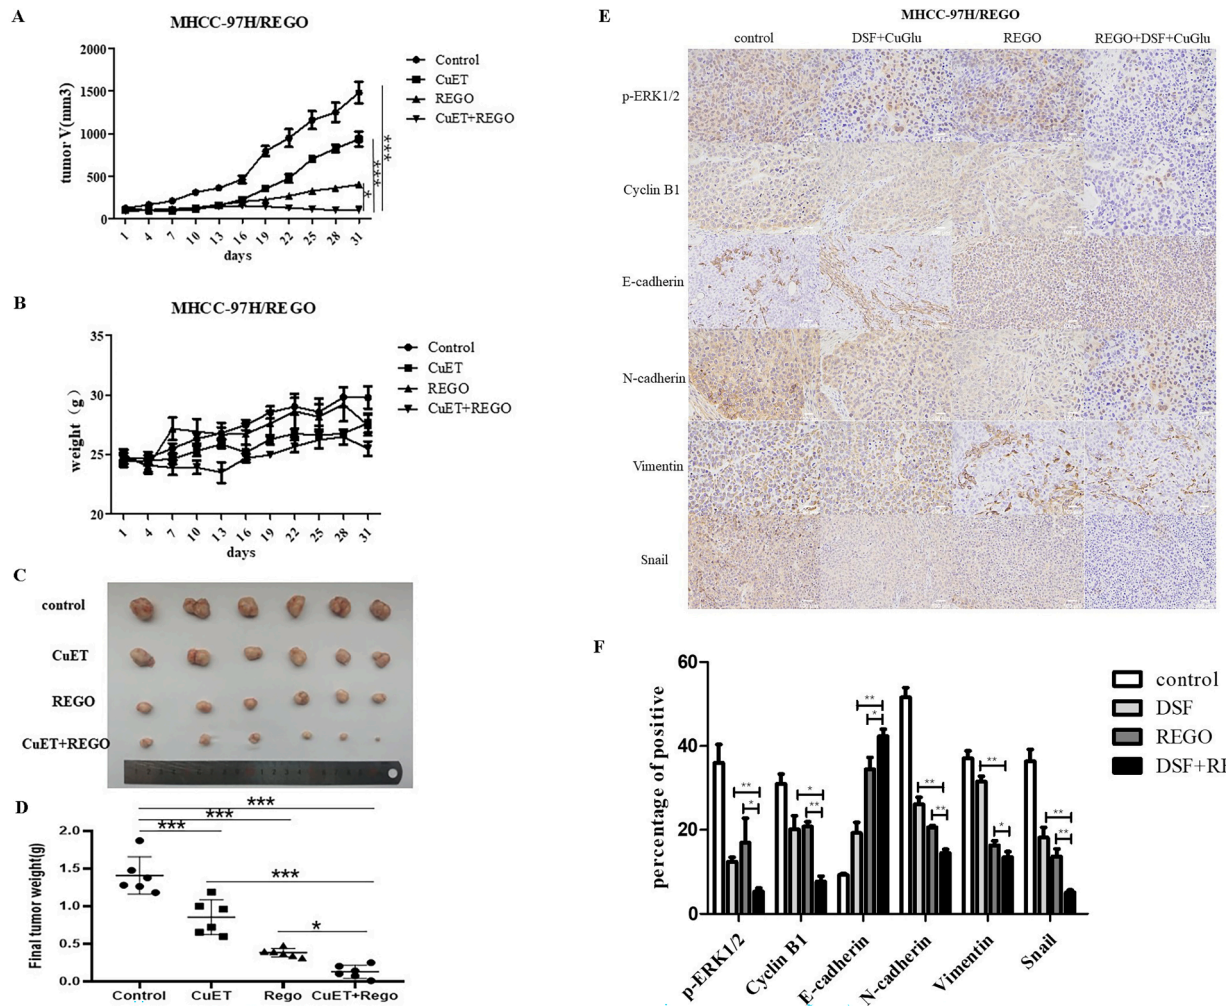 A
MHCC-97H/REGO
tumor V(mm3)
2000
1500
1000
500
0
1 4 7 10 13 16 19 22 25 28 31
days
Control
CuET
REGO
CuET+REGO
***
***
*
B
MHCC-97H/REGO
weight（g）
35
30
25
20
1 4 7 10 13 16 19 22 25 28 31
days
Control
CuET
REGO
CuET+REGO
C
control
CuET
REGO
CuET+REGO
D
Final tumor weight(g)
2.0
1.5
1.0
0.5
0.0
***
***
***
***
*
Control CuET Rego CuET+Rego
E
MHCC-97H/REGO
control DSF+CuGlu REGO REGO+DSF+CuGlu
p-ERK1/2
Cyclin B1
E-cadherin
N-cadherin
Vimentin
Snail
F
percentage of positive
60
40
20
0
** * * ** ** * ** ** ** * ** **
p-ERK1/2 Cyclin B1 E-cadherin N-cadherin Vimentin Snail
control
DSF
REGO
DSF+RE